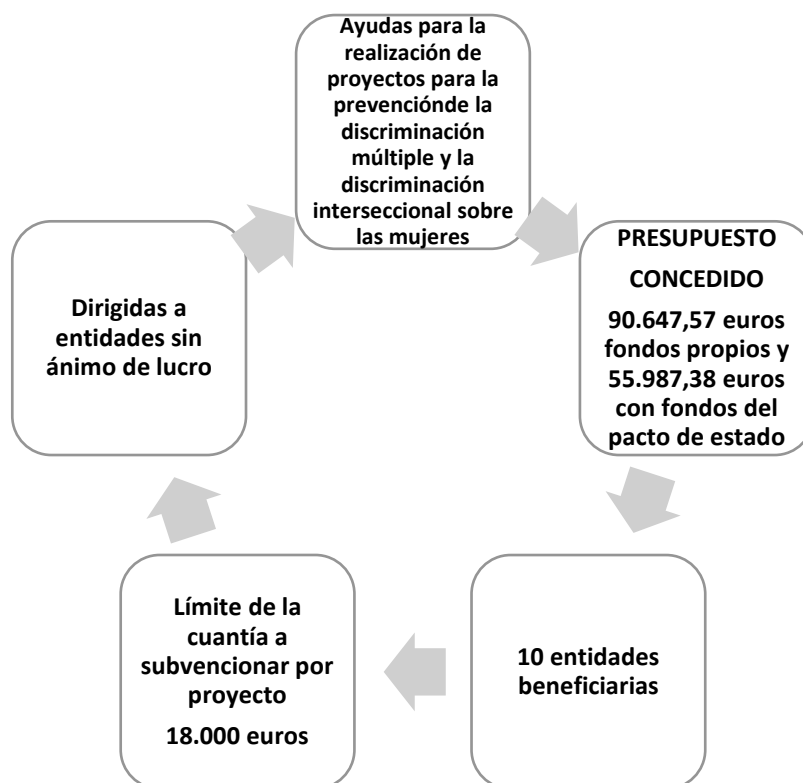 Ayudas para la
realización de
proyectos para la
prevenciónde la
discriminación
múltiple y la
discriminación
interseccional sobre
las mujeres
PRESUPUESTO
CONCEDIDO
90.647,57 euros
fondos propios y
55.987,38 euros
con fondos del
pacto de estado
10 entidades
beneficiarias
Límite de la
cuantía a
subvencionar por
proyecto
18.000 euros
Dirigidas a
entidades sin
ánimo de lucro